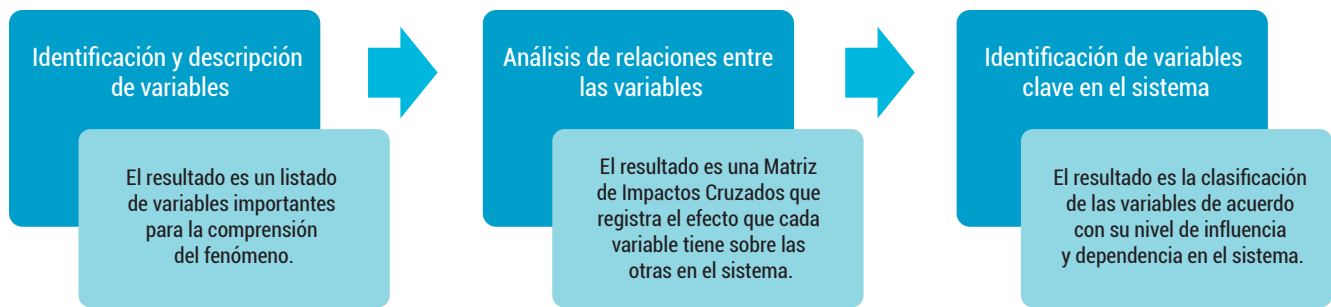 Identificación y descripción
de variables
El resultado es un listado
de variables importantes
para la comprensión
del fenómeno.
Análisis de relaciones entre
las variables
El resultado es una Matriz
de Impactos Cruzados que
registra el efecto que cada
variable tiene sobre las
otras en el sistema.
Identificación de variables
clave en el sistema
El resultado es la clasificación
de las variables de acuerdo
con su nivel de influencia
y dependencia en el sistema.